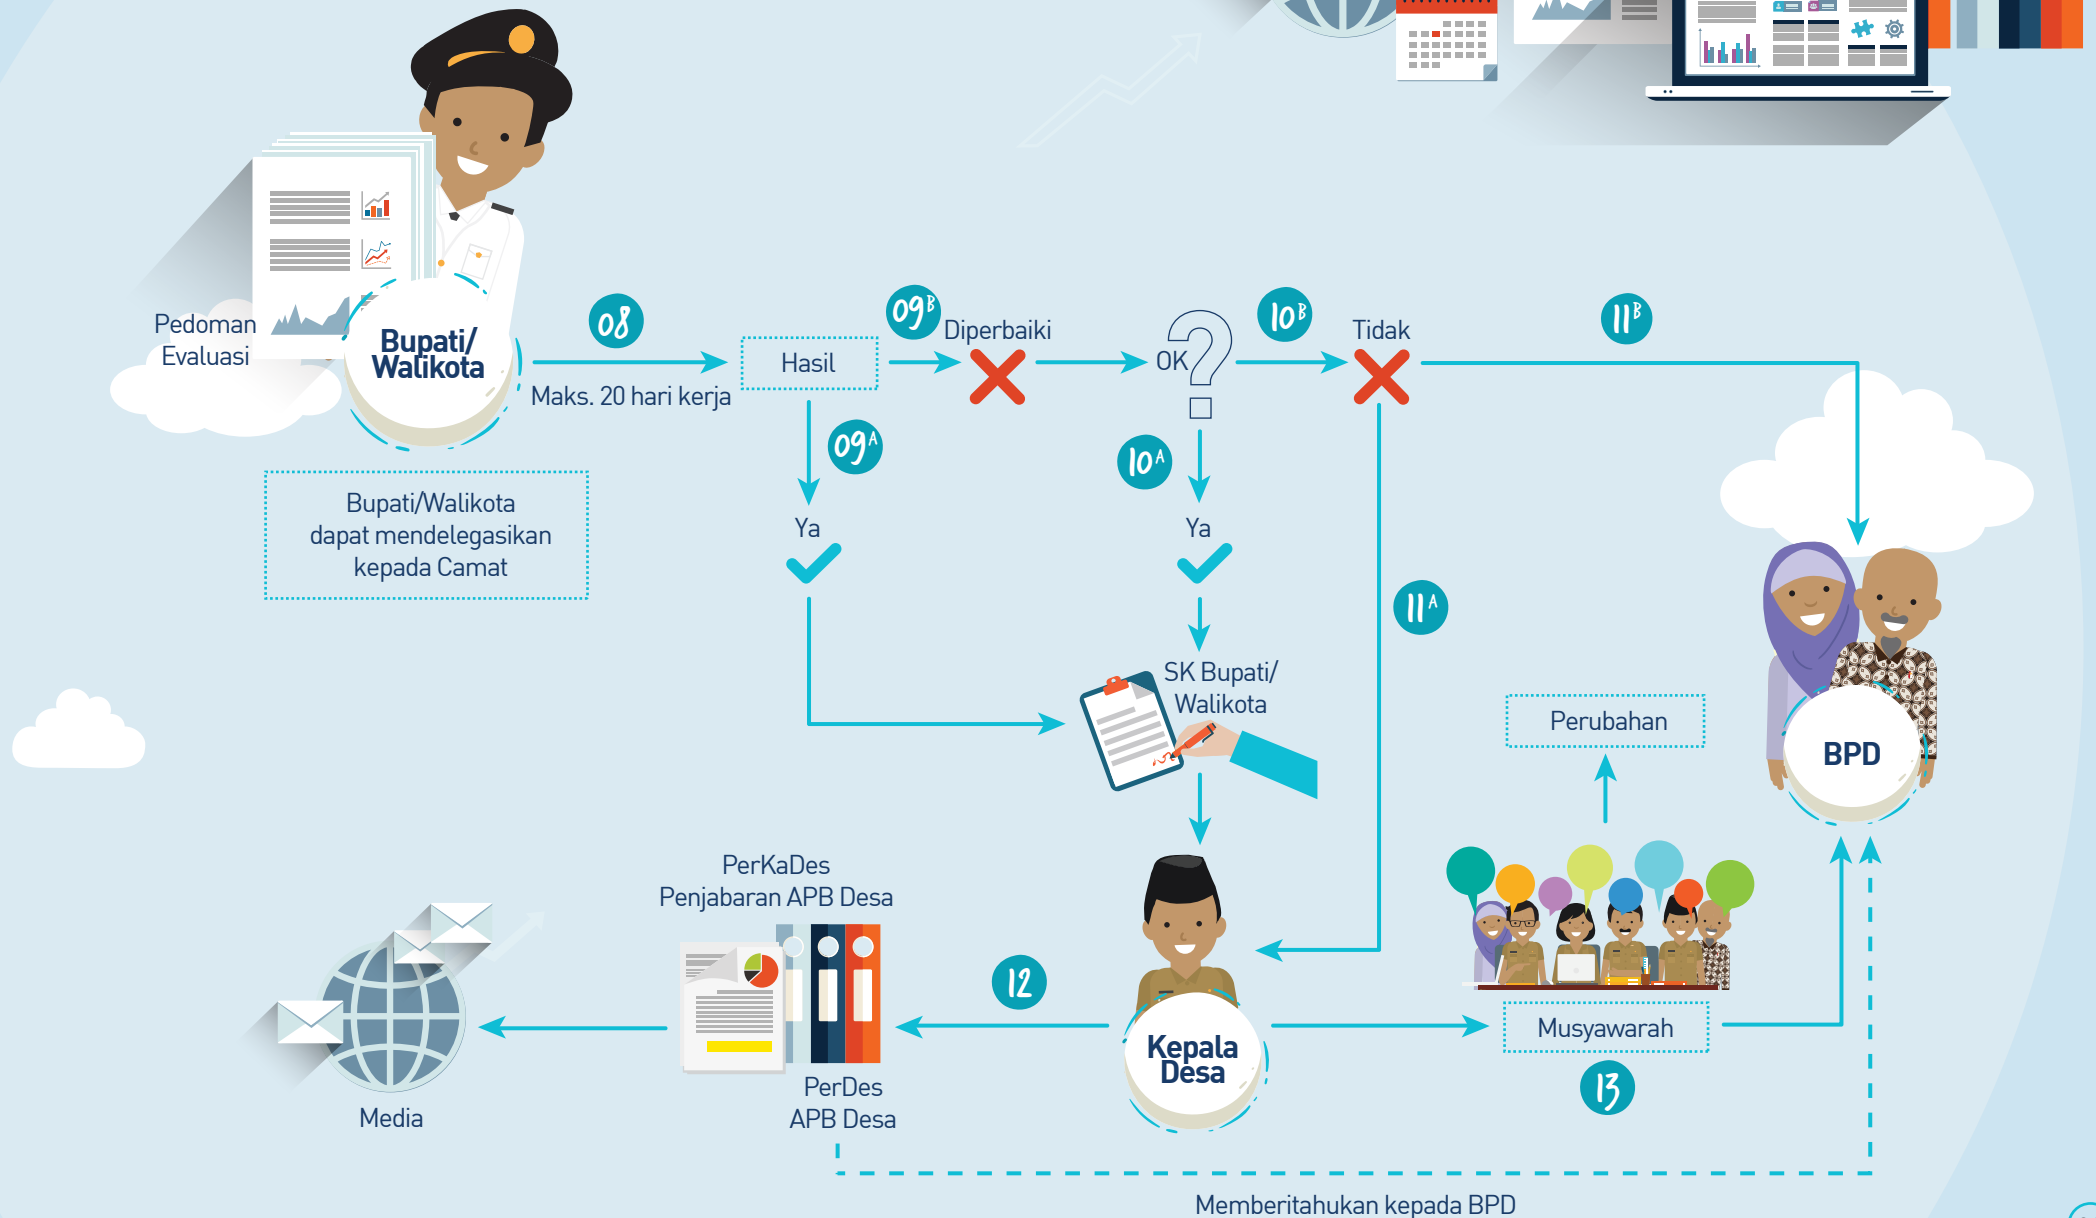 Pedoman
Evaluasi
Bupati/
Walikota
08
Maks. 20 hari kerja
Bupati/Walikota
dapat mendelegasikan
kepada Camat
Hasil
09B
Diperbaiki
09A
Ya
OK
10B
Tidak
10A
Ya
11B
11A
SK Bupati/
Walikota
Perubahan
BPD
PerKaDes
Penjabaran APB Desa
12
Kepala
Desa
Musyawarah
13
PerDes
APB Desa
Media
Memberitahukan kepada BPD